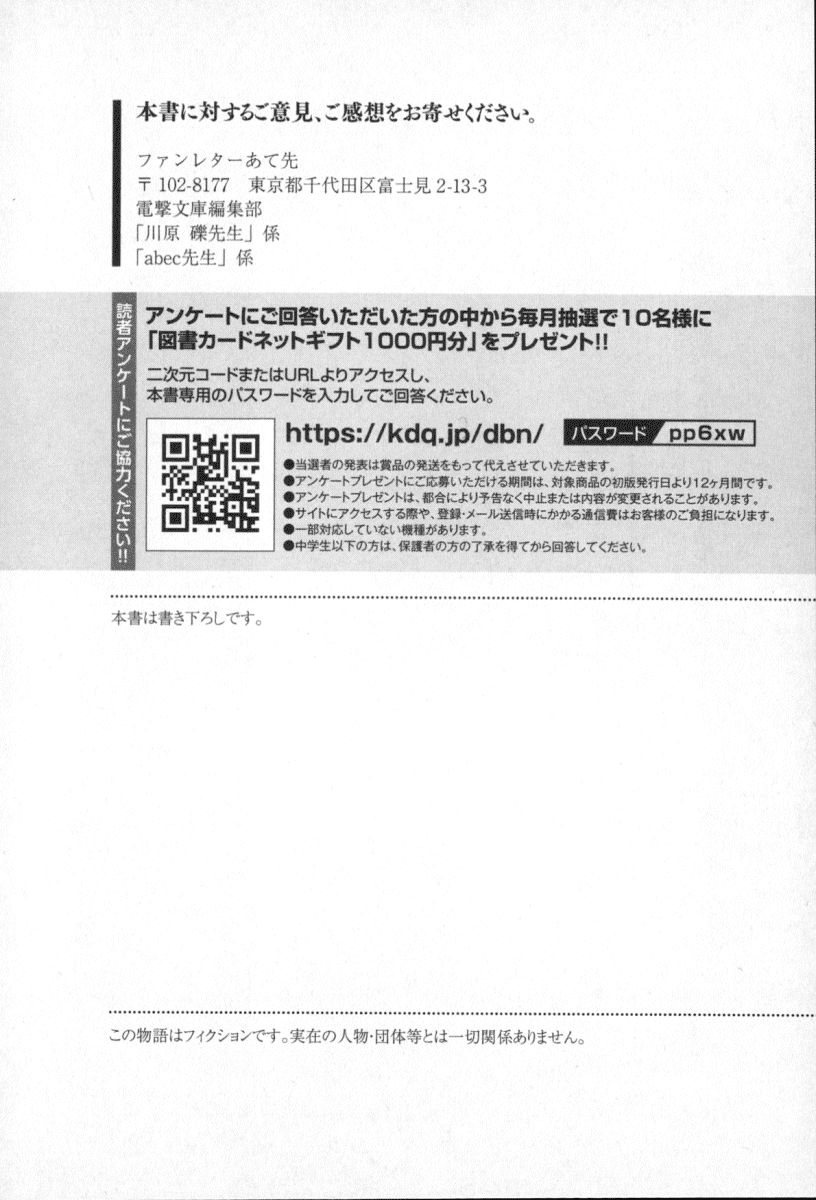 本書に対するご意見、ご感想をお寄せください。
ファンレターあて先
〒102-8177　東京都千代田区富士見2-13-3
電撃文庫編集部
「川原 礫先生」係
「abec先生」係
読者アンケートにご協力ください!!
アンケートにご回答いただいた方の中から毎月抽選で10名様に
「図書カードネットギフト1000円分」をプレゼント!!
二次元コードまたはURLよりアクセスし、
本書専用のパスワードを入力してご回答ください。
https://kdq.jp/dbn/　パスワード　pp6xw
●当選者の発表は賞品の発送をもって代えさせていただきます。
●アンケートプレゼントにご応募いただける期間は、対象商品の初版発行日より12ヶ月間です。
●アンケートプレゼントは、都合により予告なく中止または内容が変更されることがあります。
●サイトにアクセスする際や、登録・メール送信時にかかる通信費はお客様のご負担になります。
●一部対応していない機種があります。
●中学生以下の方は、保護者の方の了承を得てから回答してください。
本書は書き下ろしです。
この物語はフィクションです。実在の人物・団体等とは一切関係ありません。